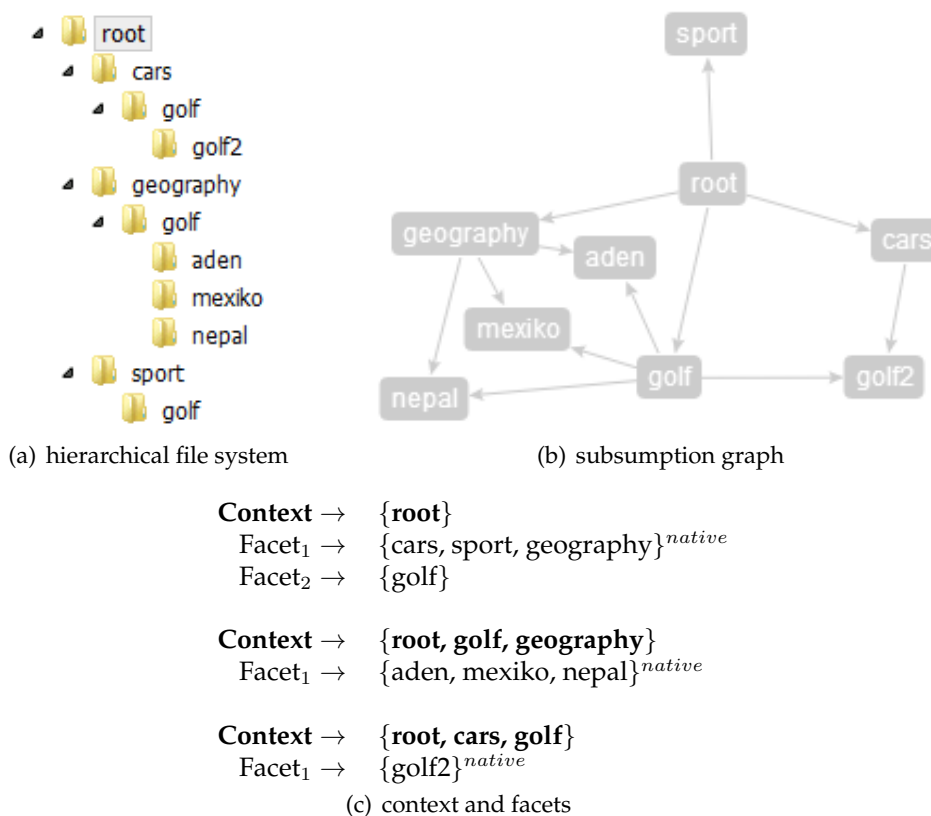 root
cars
golf
golf2
geography
golf
aden
mexiko
nepal
sport
golf
(a) hierarchical file system
sport
root
geography
cars
aden
mexiko
golf
golf2
nepal
(b) subsumption graph
Context → {root}
Facet₁ → {cars, sport, geography}^native
Facet₂ → {golf}
Context → {root, golf, geography}
Facet₁ → {aden, mexiko, nepal}^native
Context → {root, cars, golf}
Facet₁ → {golf2}^native
(c) context and facets